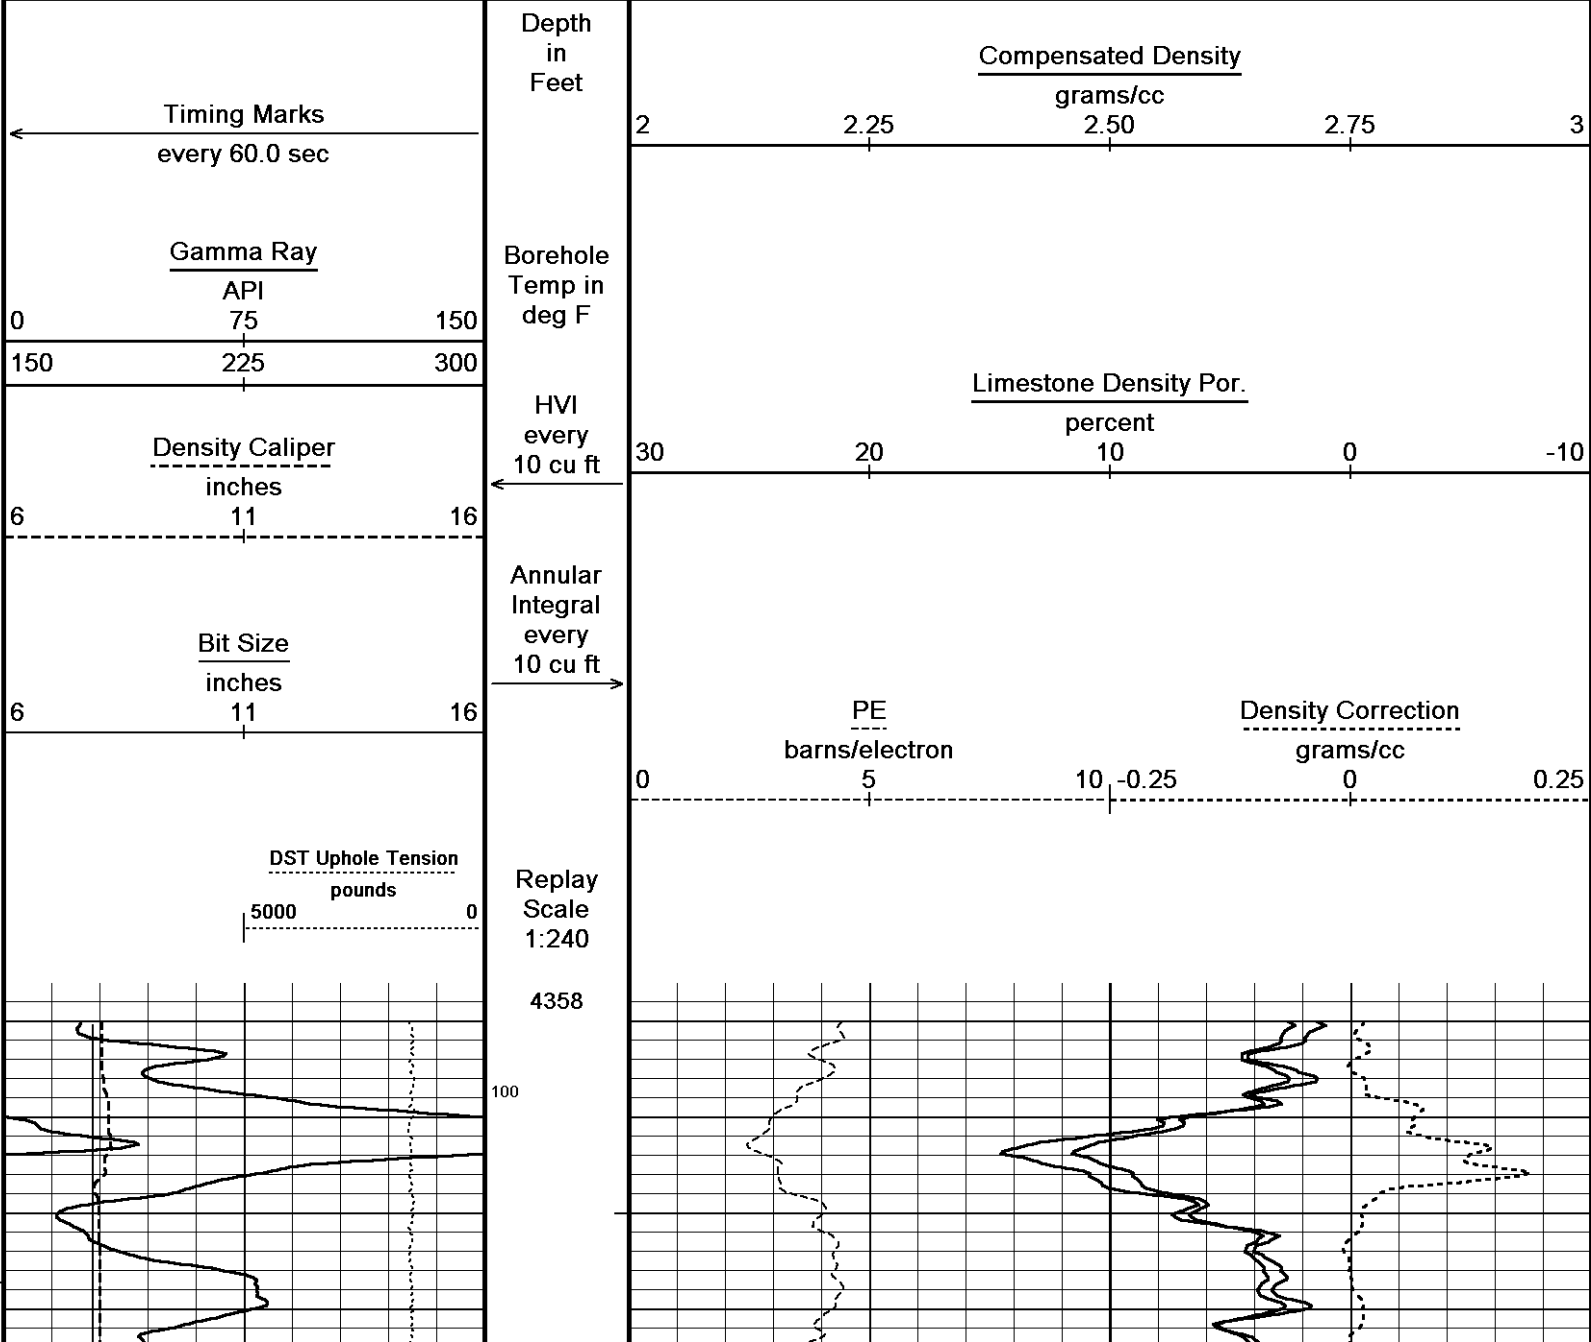 Timing Marks
every 60.0 sec
Gamma Ray
API
0 75 150
150 225 300
Density Caliper
inches
6 11 16
Bit Size
inches
6 11 16
DST Uphole Tension
pounds
5000 0
Depth
in
Feet
Borehole
Temp in
deg F
HVI
every
10 cu ft
Annular
Integral
every
10 cu ft
Replay
Scale
1:240
4358
100
Compensated Density
grams/cc
2 2.25 2.50 2.75 3
Limestone Density Por.
percent
30 20 10 0 -10
PE
barns/electron
0 5 10
Density Correction
grams/cc
-0.25 0 0.25